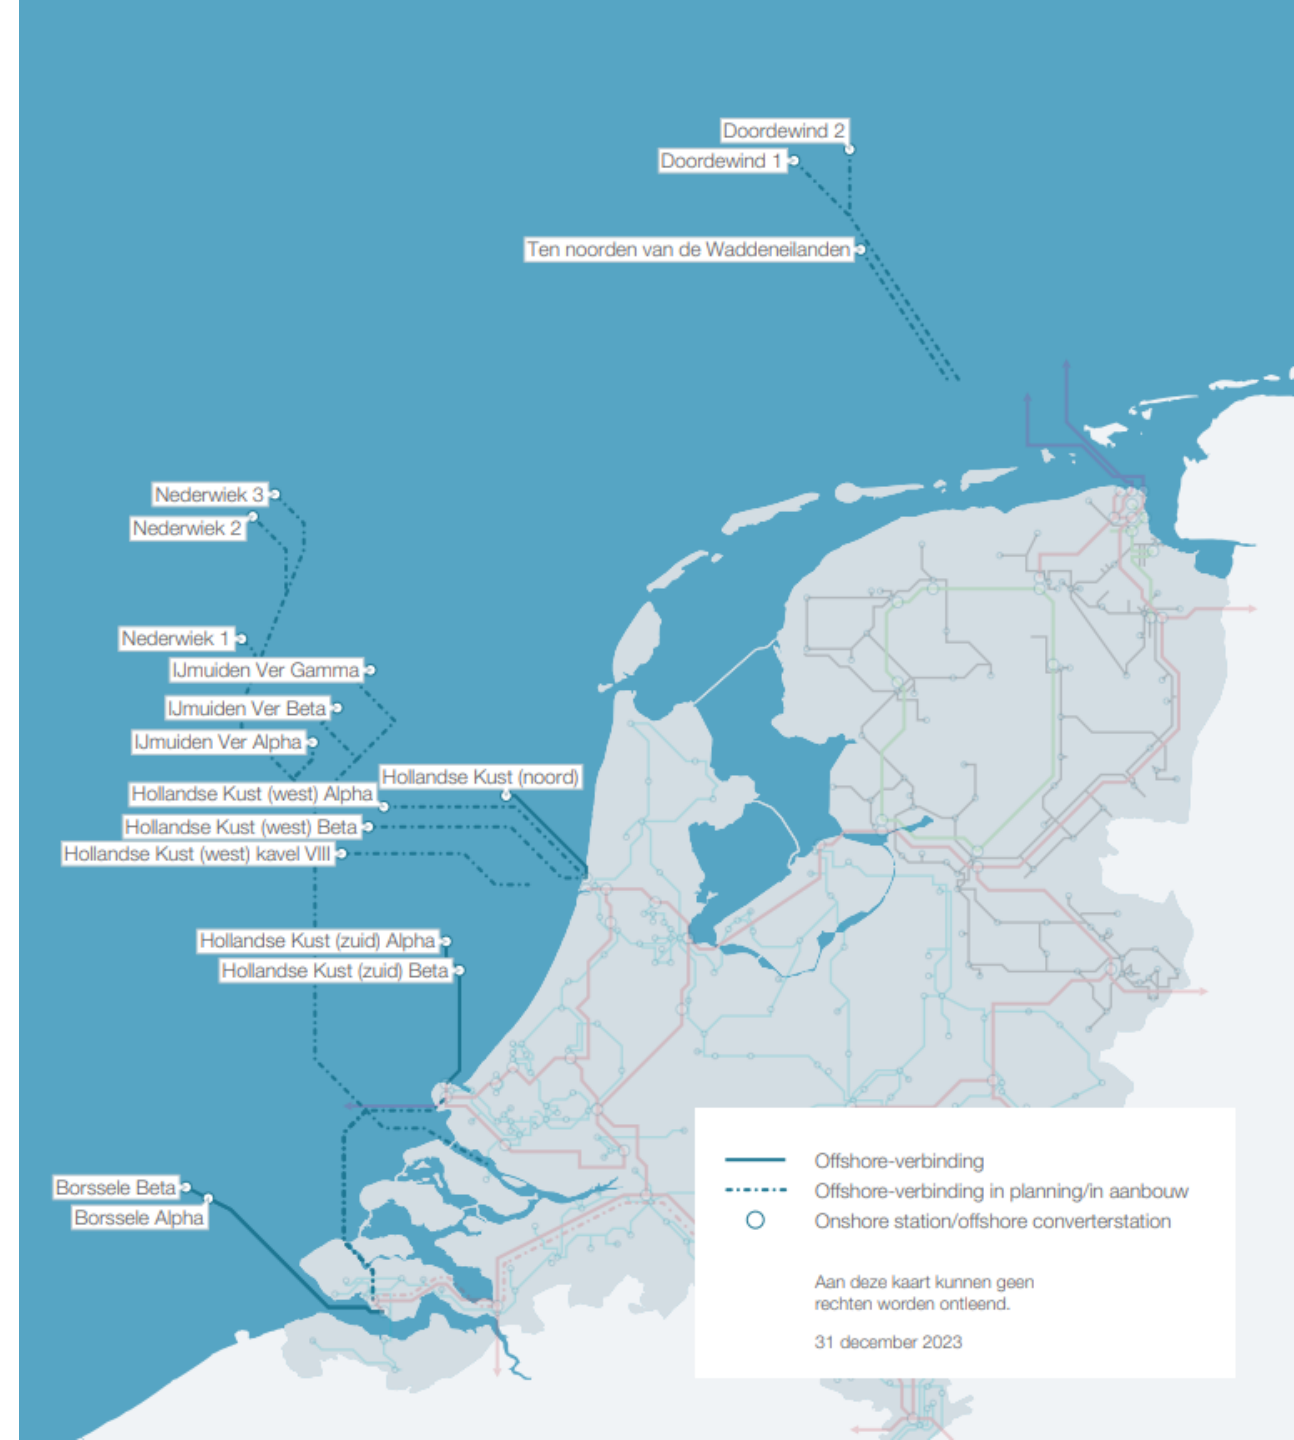 Doordewind 2
Doordewind 1
Ten noorden van de Waddeneilanden
Nederwiek 3
Nederwiek 2
Nederwiek 1
IJmuiden Ver Gamma
IJmuiden Ver Beta
IJmuiden Ver Alpha
Hollandse Kust (noord)
Hollandse Kust (west) Alpha
Hollandse Kust (west) Beta
Hollandse Kust (west) kavel VIII
Hollandse Kust (zuid) Alpha
Hollandse Kust (zuid) Beta
Borssele Beta
Borssele Alpha
Offshore-verbinding
Offshore-verbinding in planning/in aanbouw
Onshore station/offshore converterstation
Aan deze kaart kunnen geen
rechten worden ontleend.
31 december 2023